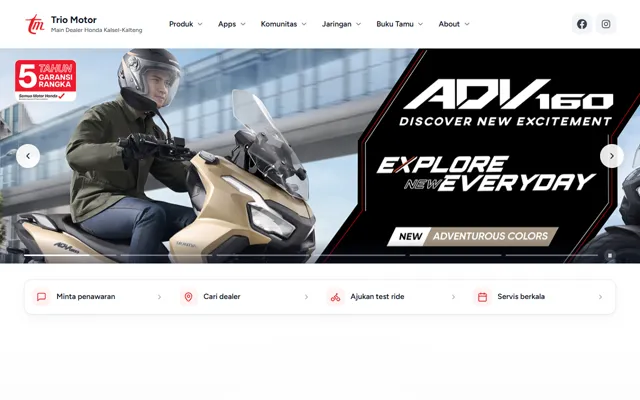 tm
Trio Motor
Main Dealer Honda Kalsel-Kalteng
Produk
Apps
Komunitas
Jaringan
Buku Tamu
About
5 TAHUN
GARANSI
RANGKA
Semua Motor Honda
ADV160
DISCOVER NEW EXCITEMENT
EXPLORE
NEW EVERYDAY
NEW ADVENTUROUS COLORS
ADV160
Minta penawaran
Cari dealer
Ajukan test ride
Servis berkala